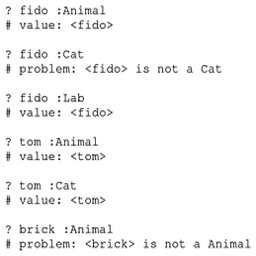 ? fido :Animal
# value: <fido>
? fido :Cat
# problem: <fido> is not a Cat
? fido :Lab
# value: <fido>
? tom :Animal
# value: <tom>
? tom :Cat
# value: <tom>
? brick :Animal
# problem: <brick> is not a Animal